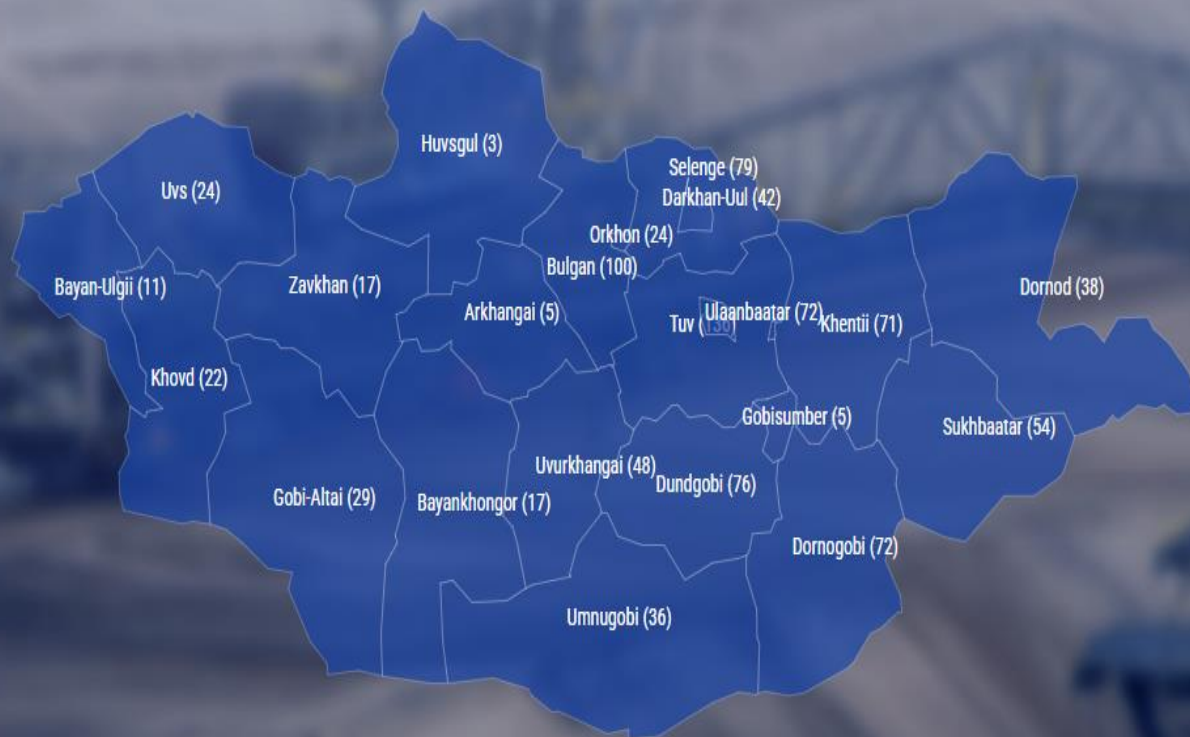 Huvsgul (3)
Selenge (79)
Uvs (24)
Darkhan-Uul (42)
Orkhon (24)
Bulgan (100)
Bayan-Ulgii (11)
Zavkhan (17)
Dornod (38)
Arkhangai (5)
Tuv (
Ulaanbaatar (72)
Khentii (71)
Khovd (22)
Gobisumber (5)
Sukhbaatar (54)
Uvurkhangai (48)
Dundgobi (76)
Gobi-Altai (29)
Bayankhongor (17)
Dornogobi (72)
Umnugobi (36)